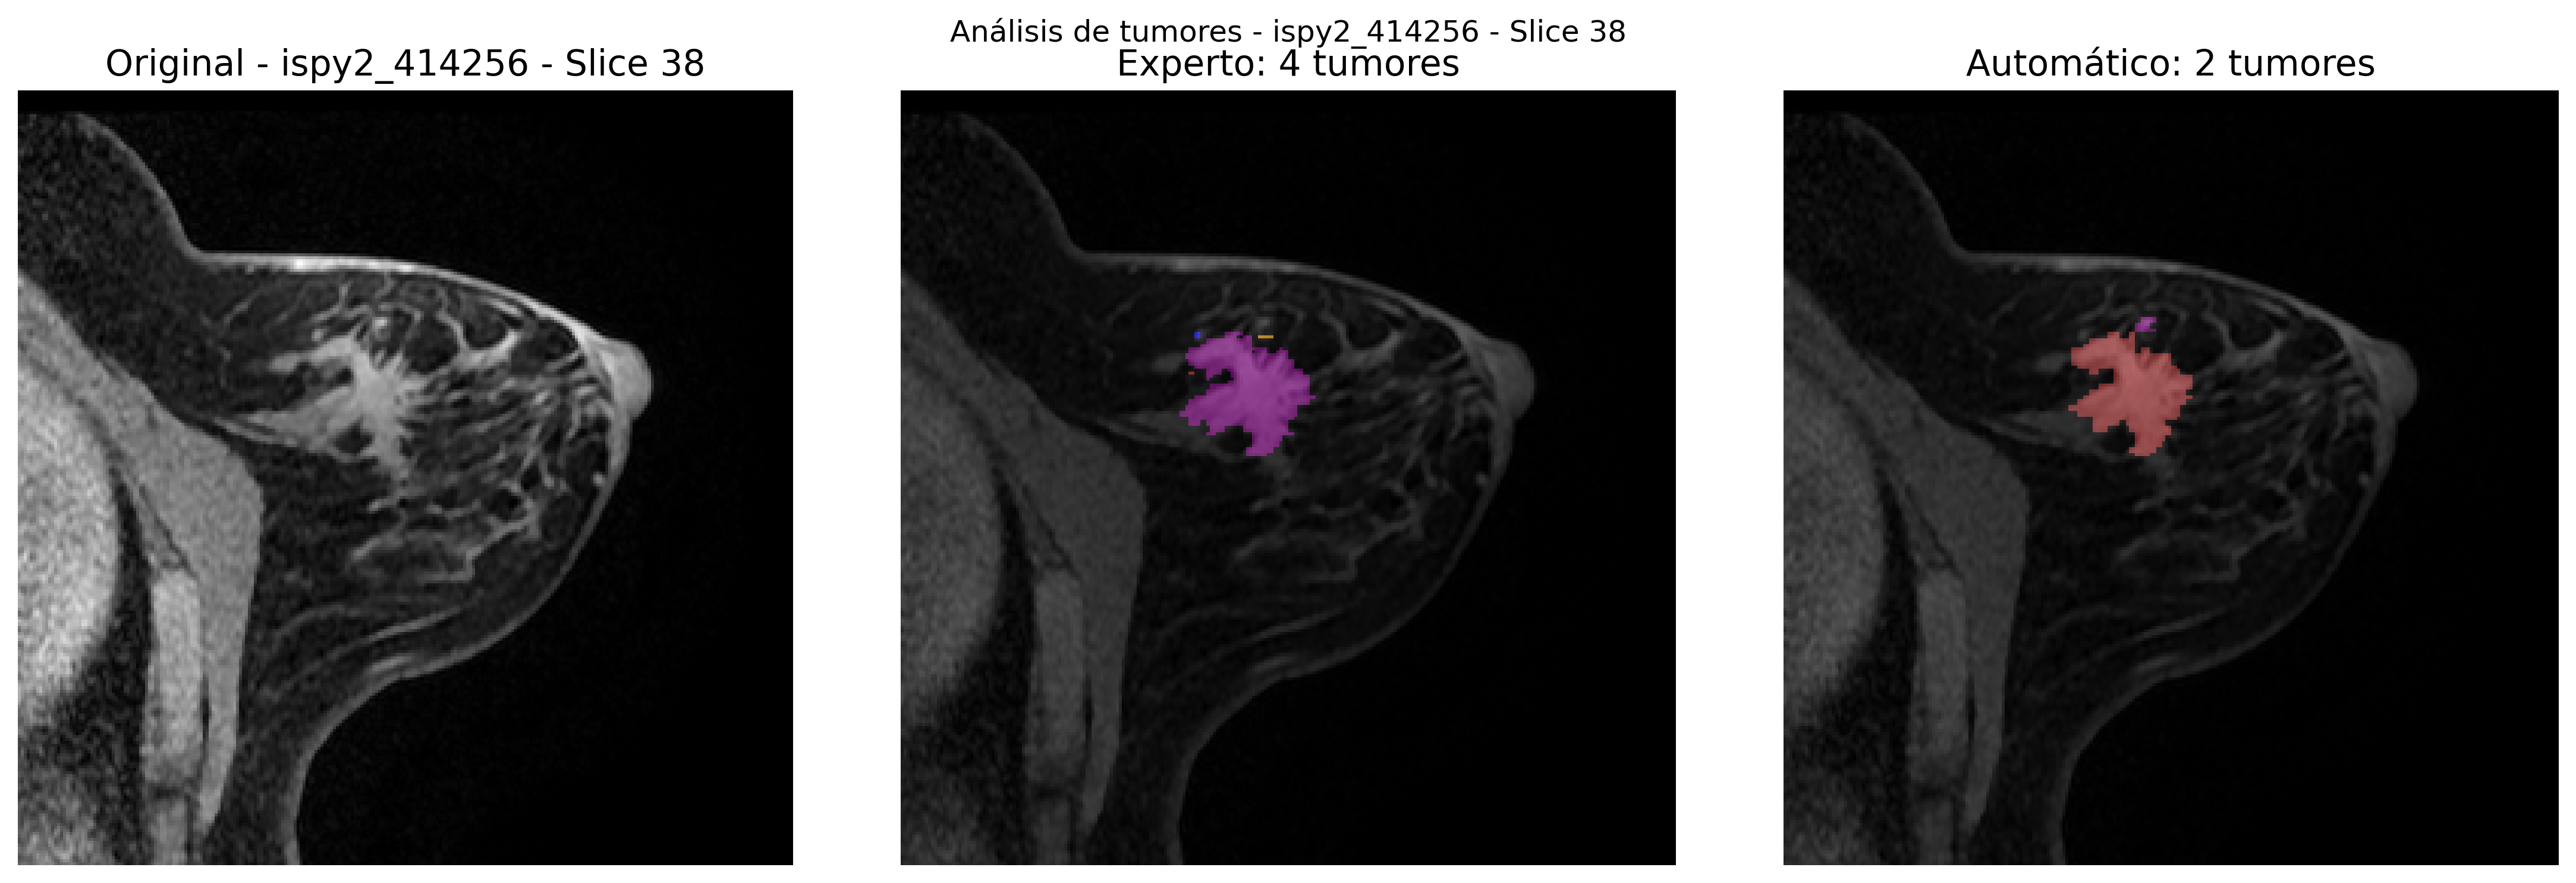 Análisis de tumores - ispy2_414256 - Slice 38
Original - ispy2_414256 - Slice 38
Experto: 4 tumores
Automático: 2 tumores